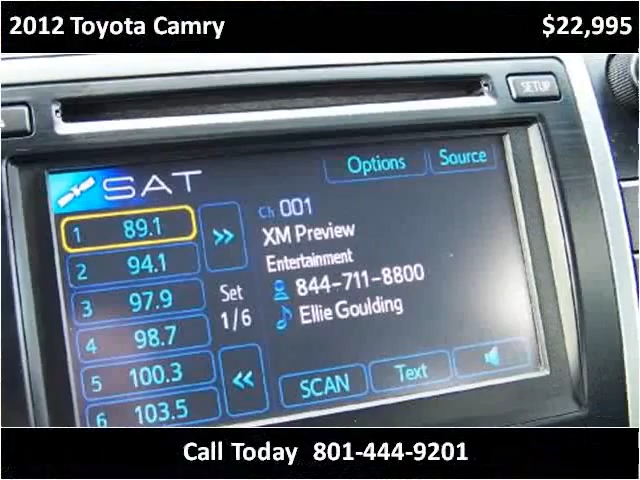 2012 Toyota Camry $22,995
SETUP
SAT
Options
Source
1 89.1
2 94.1
3 97.9
4 98.7
5 100.3
6 103.5
>>
Set
1/6
<<
Ch 001
XM Preview
Entertainment
844-711-8800
Ellie Goulding
SCAN
Text
Call Today 801-444-9201